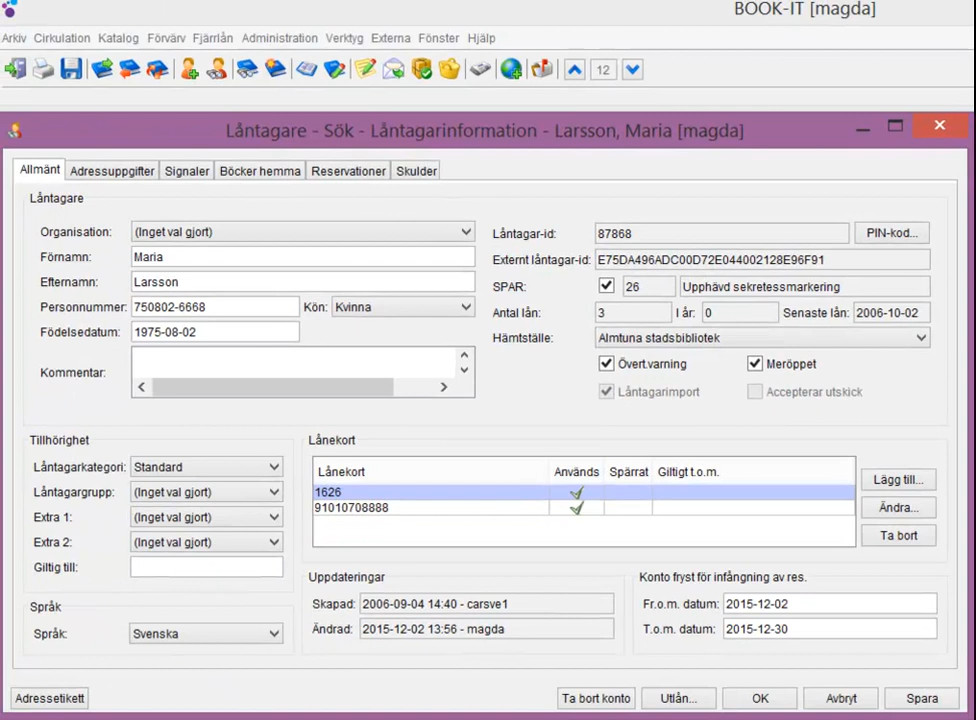 BOOK-IT [magda]
Arkiv Cirkulation Katalog Förvärv Fjärrlån Administration Verktyg Externa Fönster Hjälp
12
Låntagare - Sök - Låntagarinformation - Larsson, Maria [magda]
Allmänt Adressuppgifter Signaler Böcker hemma Reservationer Skulder
Låntagare
Organisation: (Inget val gjort)
Förnamn: Maria
Efternamn: Larsson
Personnummer: 750802-6668 Kön: Kvinna
Födelsedatum: 1975-08-02
Kommentar:
Låntagar-id: 87868 PIN-kod...
Externt låntagar-id: E75DA496ADC00D72E044002128E96F91
SPAR: 26 Upphävd sekretessmarkering
Antal lån: 3 I år: 0 Senaste lån: 2006-10-02
Hämtställe: Almtuna stadsbibliotek
Övert.varning Meröppet
Låntagarimport Accepterar utskick
Tillhörighet
Låntagarkategori: Standard
Låntagargrupp: (Inget val gjort)
Extra 1: (Inget val gjort)
Extra 2: (Inget val gjort)
Giltig till:
Språk
Språk: Svenska
Lånekort
Lånekort Används Spärrat Giltigt t.o.m.
1626
91010708888
Lägg till...
Ändra...
Ta bort
Uppdateringar
Skapad: 2006-09-04 14:40 - carsve1
Ändrad: 2015-12-02 13:56 - magda
Konto fryst för infångning av res.
Fr.o.m. datum: 2015-12-02
T.o.m. datum: 2015-12-30
Adressetikett Ta bort konto Utlån... OK Avbryt Spara